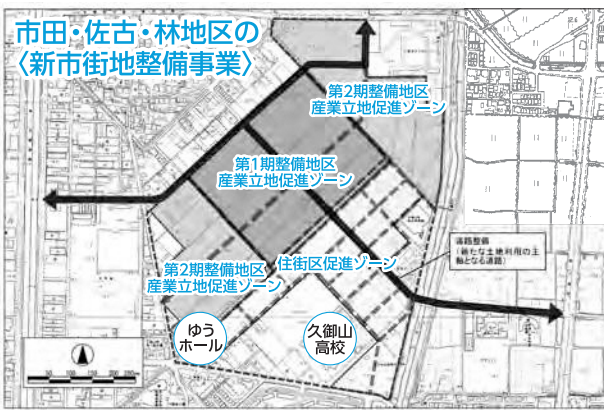 市田・佐古・林地区の
〈新市街地整備事業〉
第2期整備地区
産業立地促進ゾーン
第1期整備地区
産業立地促進ゾーン
第2期整備地区
産業立地促進ゾーン
住街区促進ゾーン
道路整備
(新たな土地利用の主
軸となる道路)
ゆう
ホール
久御山
高校
50 100 150 200 250m